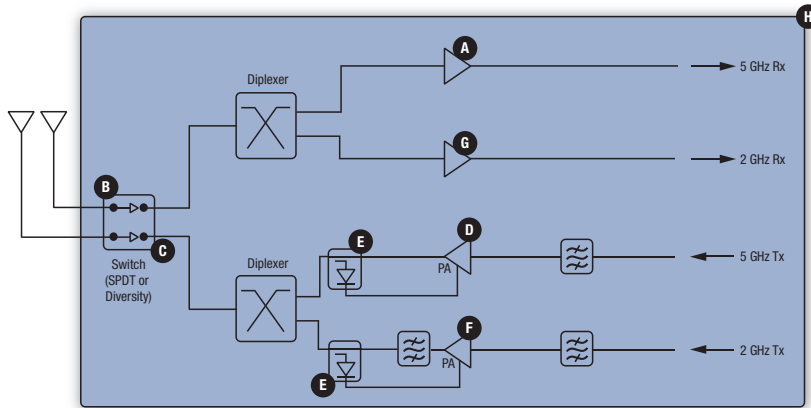 H
A
5 GHz Rx
Diplexer
G
2 GHz Rx
B
C
Switch
(SPDT or
Diversity)
D
E
PA
5 GHz Tx
Diplexer
F
PA
E
2 GHz Tx